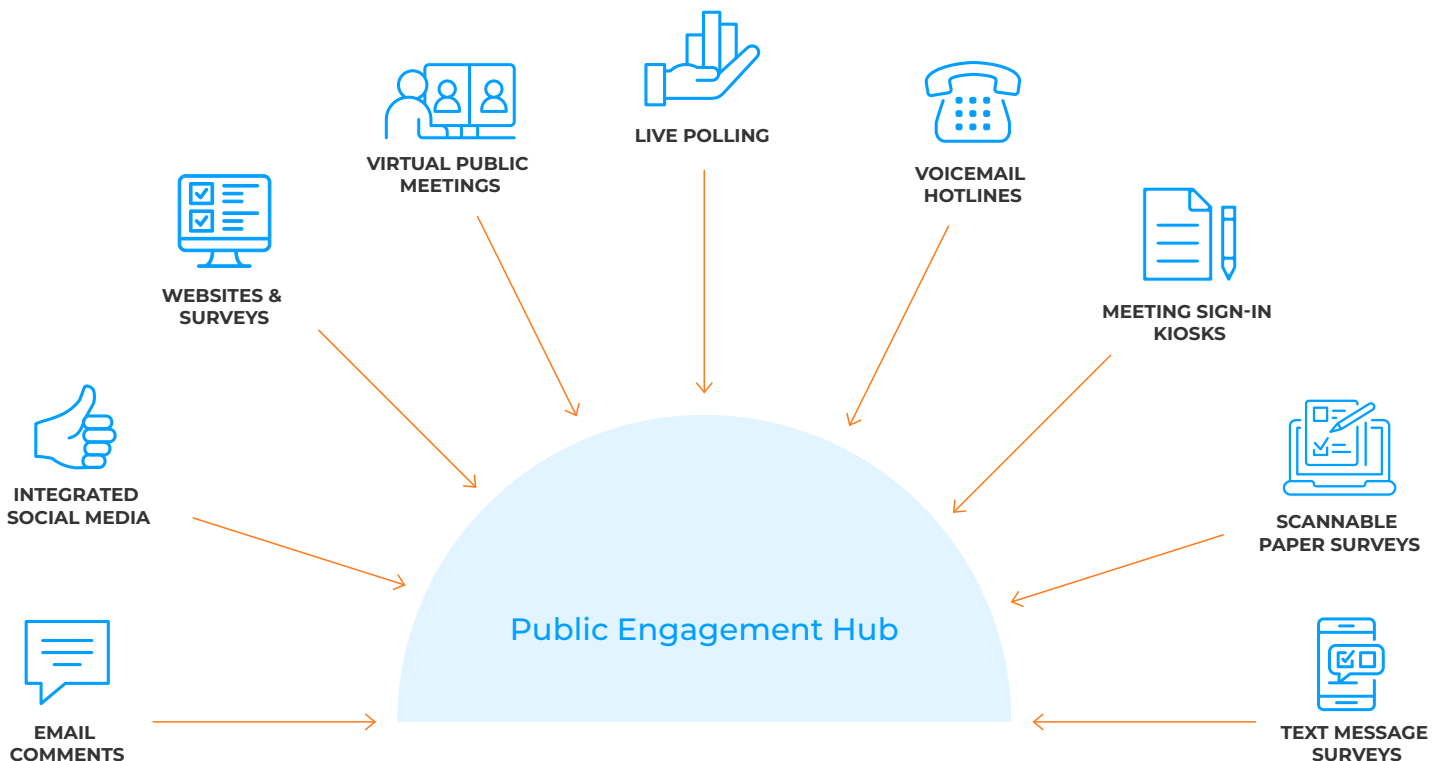 LIVE POLLING
VIRTUAL PUBLIC
MEETINGS
VOICEMAIL
HOTLINES
WEBSITES &
SURVEYS
MEETING SIGN-IN
KIOSKS
INTEGRATED
SOCIAL MEDIA
SCANNABLE
PAPER SURVEYS
Public Engagement Hub
EMAIL
COMMENTS
TEXT MESSAGE
SURVEYS